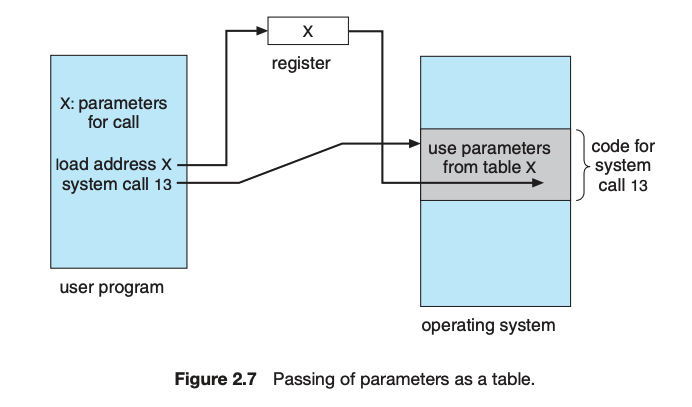 X
register
X: parameters
for call
load address X
system call 13
user program
use parameters
from table X
code for
system
call 13
operating system
Figure 2.7 Passing of parameters as a table.